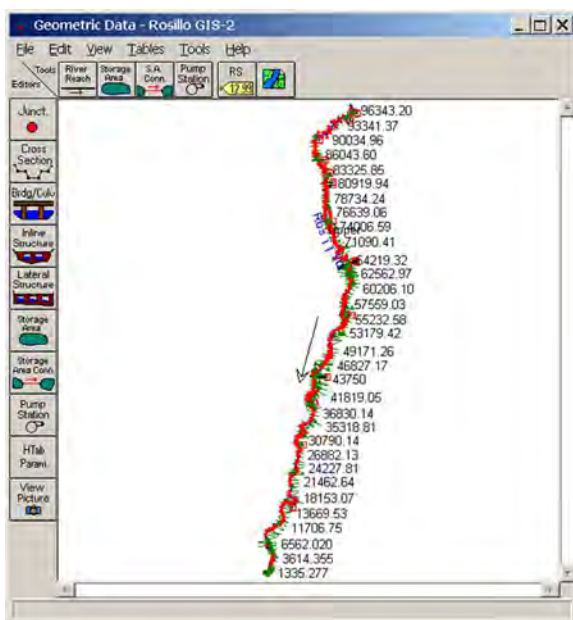 Geometric Data - Rosillo GIS-2
File Edit View Tables Tools Help
Tools
Editors
River Reach
Storage Area
S.A. Conn.
Pump Station
RS
Junct.
Cross Section
Brdg/Culv
Inline Structure
Lateral Structure
Storage Area
Storage Area Conn.
Pump Station
HTab Param.
View Picture
96343.20
93341.37
90034.96
86043.60
83325.85
80919.94
78734.24
76639.06
74006.59
Upper
71090.41
Rosillo
64219.32
62562.97
60206.10
57559.03
55232.58
53179.42
49171.26
46827.17
43750
41819.05
36830.14
35318.81
30790.14
26882.13
24227.81
21462.64
18153.07
13669.53
11706.75
6562.020
3614.355
1335.277